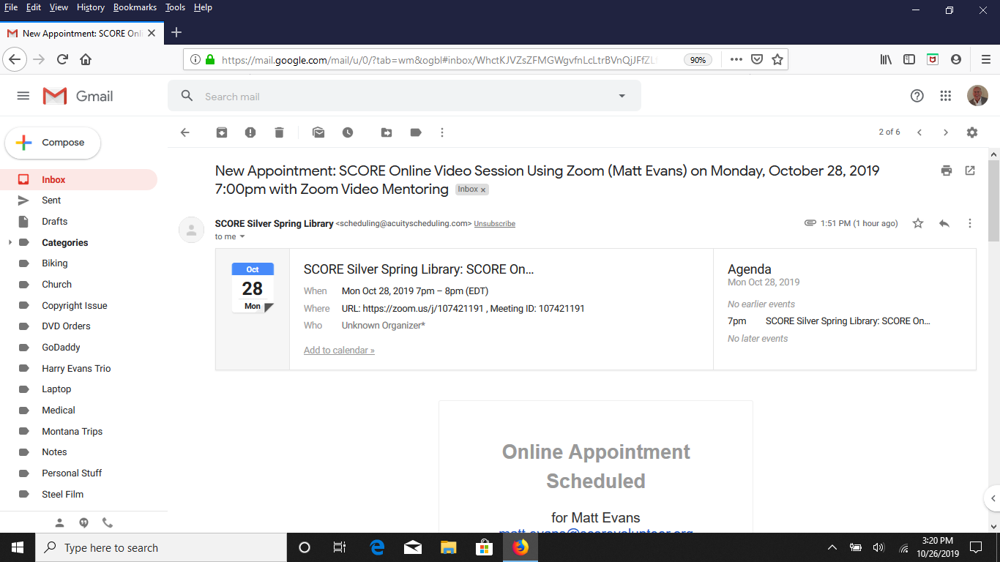 File Edit View History Bookmarks Tools Help
New Appointment: SCORE Onli
https://mail.google.com/mail/u/0/?tab=wm&ogbl#inbox/WhctKJVZsZFMGWgvfnLcLtrBVnQjJFfZL
90%
Gmail
Search mail
Compose
2 of 6
Inbox
Sent
Drafts
Categories
Biking
Church
Copyright Issue
DVD Orders
GoDaddy
Harry Evans Trio
Laptop
Medical
Montana Trips
Notes
Personal Stuff
Steel Film
New Appointment: SCORE Online Video Session Using Zoom (Matt Evans) on Monday, October 28, 2019
7:00pm with Zoom Video Mentoring Inbox x
SCORE Silver Spring Library <scheduling@acuityscheduling.com> Unsubscribe
1:51 PM (1 hour ago)
to me
Oct
28
Mon
SCORE Silver Spring Library: SCORE On...
When Mon Oct 28, 2019 7pm – 8pm (EDT)
Where URL: https://zoom.us/j/107421191 , Meeting ID: 107421191
Who Unknown Organizer*
Add to calendar »
Agenda
Mon Oct 28, 2019
No earlier events
7pm SCORE Silver Spring Library: SCORE On...
No later events
Online Appointment
Scheduled
for Matt Evans
matt.evans@scorevolunteer.org
Type here to search
3:20 PM
10/26/2019